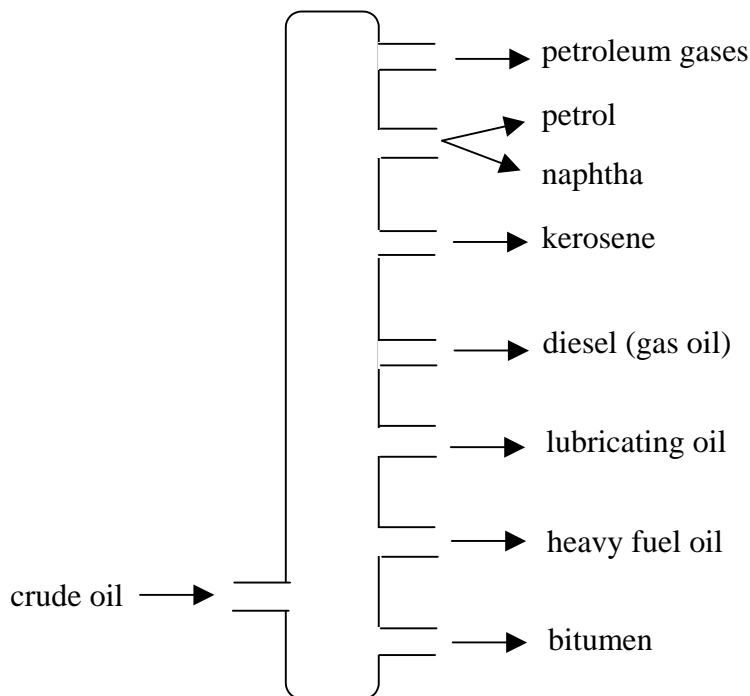 petroleum gases
petrol
naphtha
kerosene
diesel (gas oil)
lubricating oil
heavy fuel oil
crude oil
bitumen